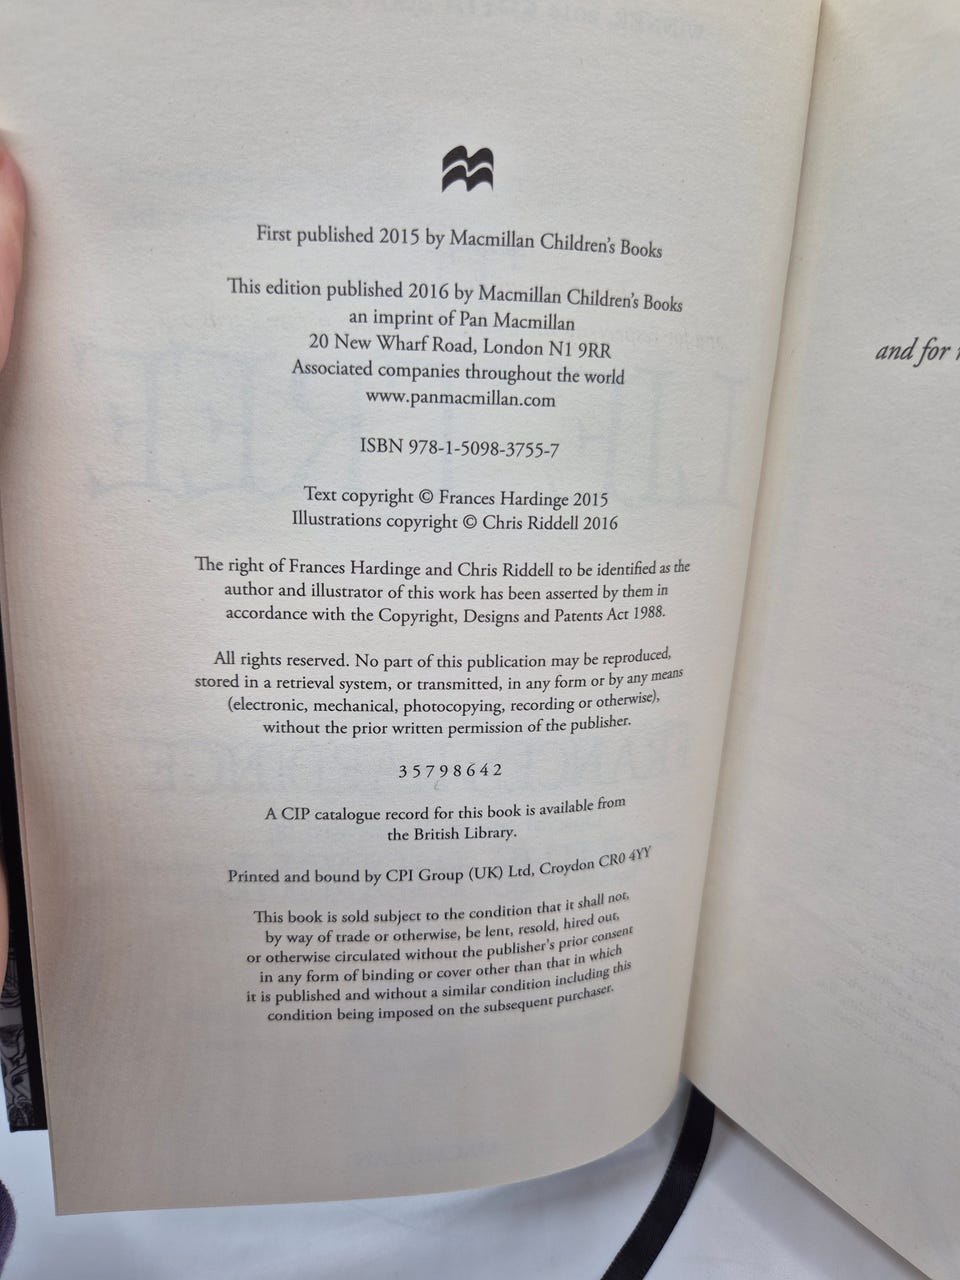 First published 2015 by Macmillan Children's Books
This edition published 2016 by Macmillan Children's Books
an imprint of Pan Macmillan
20 New Wharf Road, London N1 9RR
Associated companies throughout the world
www.panmacmillan.com
ISBN 978-1-5098-3755-7
Text copyright © Frances Hardinge 2015
Illustrations copyright © Chris Riddell 2016
The right of Frances Hardinge and Chris Riddell to be identified as the
author and illustrator of this work has been asserted by them in
accordance with the Copyright, Designs and Patents Act 1988.
All rights reserved. No part of this publication may be reproduced,
stored in a retrieval system, or transmitted, in any form or by any means
(electronic, mechanical, photocopying, recording or otherwise),
without the prior written permission of the publisher.
3 5 7 9 8 6 4 2
A CIP catalogue record for this book is available from
the British Library.
Printed and bound by CPI Group (UK) Ltd, Croydon CR0 4YY
This book is sold subject to the condition that it shall not,
by way of trade or otherwise, be lent, resold, hired out,
or otherwise circulated without the publisher's prior consent
in any form of binding or cover other than that in which
it is published and without a similar condition including this
condition being imposed on the subsequent purchaser.
and for